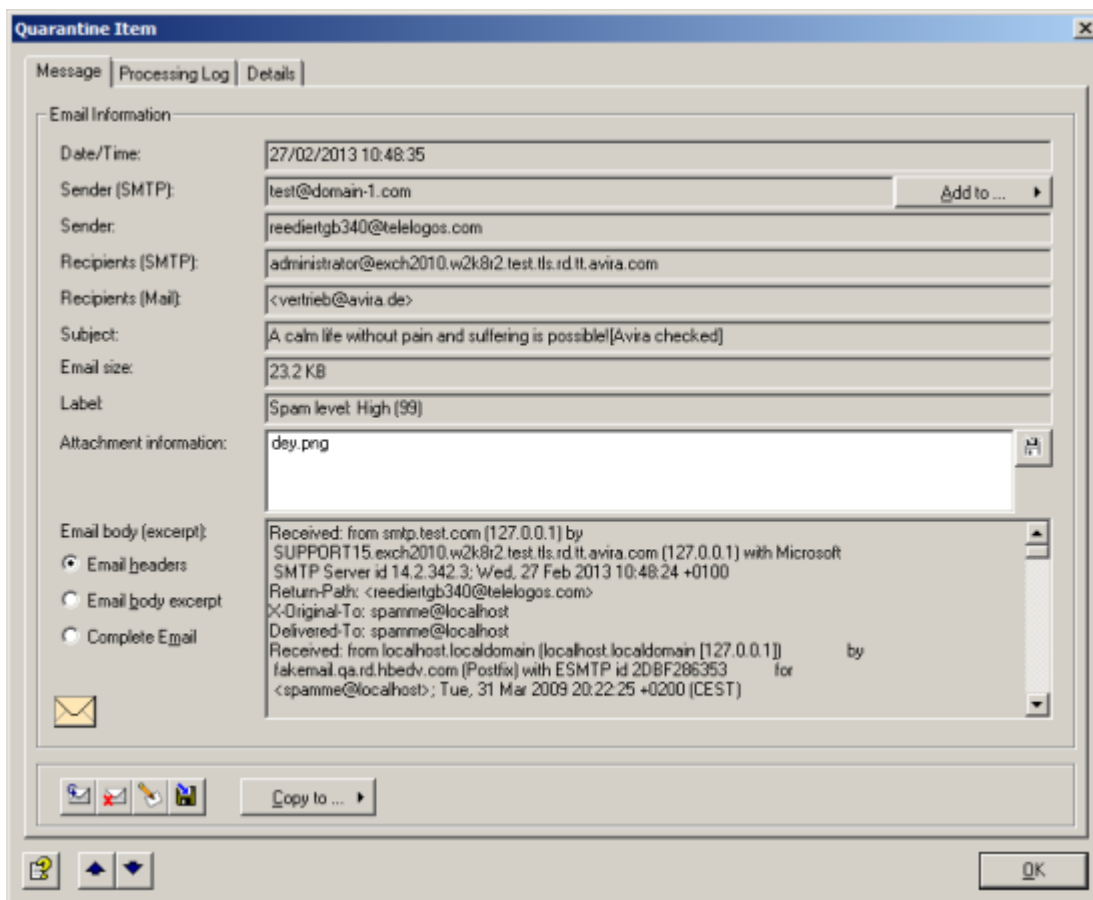 Quarantine Item
Message Processing Log Details
Email Information
Date/Time: 27/02/2013 10:48:35
Sender (SMTP): test@domain-1.com Add to ...
Sender: reediertgb340@telelogos.com
Recipients (SMTP): administrator@exch2010.w2k8r2.test.tls.rd.tt.avira.com
Recipients (Mail): <vertrieb@avira.de>
Subject: A calm life without pain and suffering is possible![Avira checked]
Email size: 23.2 KB
Label: Spam level: High (99)
Attachment information: dey.png
Email body (excerpt):
Email headers
Email body excerpt
Complete Email
Received: from smtp.test.com (127.0.0.1) by
SUPPORT15.exch2010.w2k8r2.test.tls.rd.tt.avira.com (127.0.0.1) with Microsoft
SMTP Server id 14.2.342.3; Wed, 27 Feb 2013 10:48:24 +0100
Return-Path: <reediertgb340@telelogos.com>
X-Original-To: spamme@localhost
Delivered-To: spamme@localhost
Received: from localhost.localdomain (localhost.localdomain [127.0.0.1]) by
fakemail.qa.rd.hbedv.com (Postfix) with ESMTP id 2DBF286353 for
<spamme@localhost>; Tue, 31 Mar 2009 20:22:25 +0200 (CEST)
Copy to ...
OK